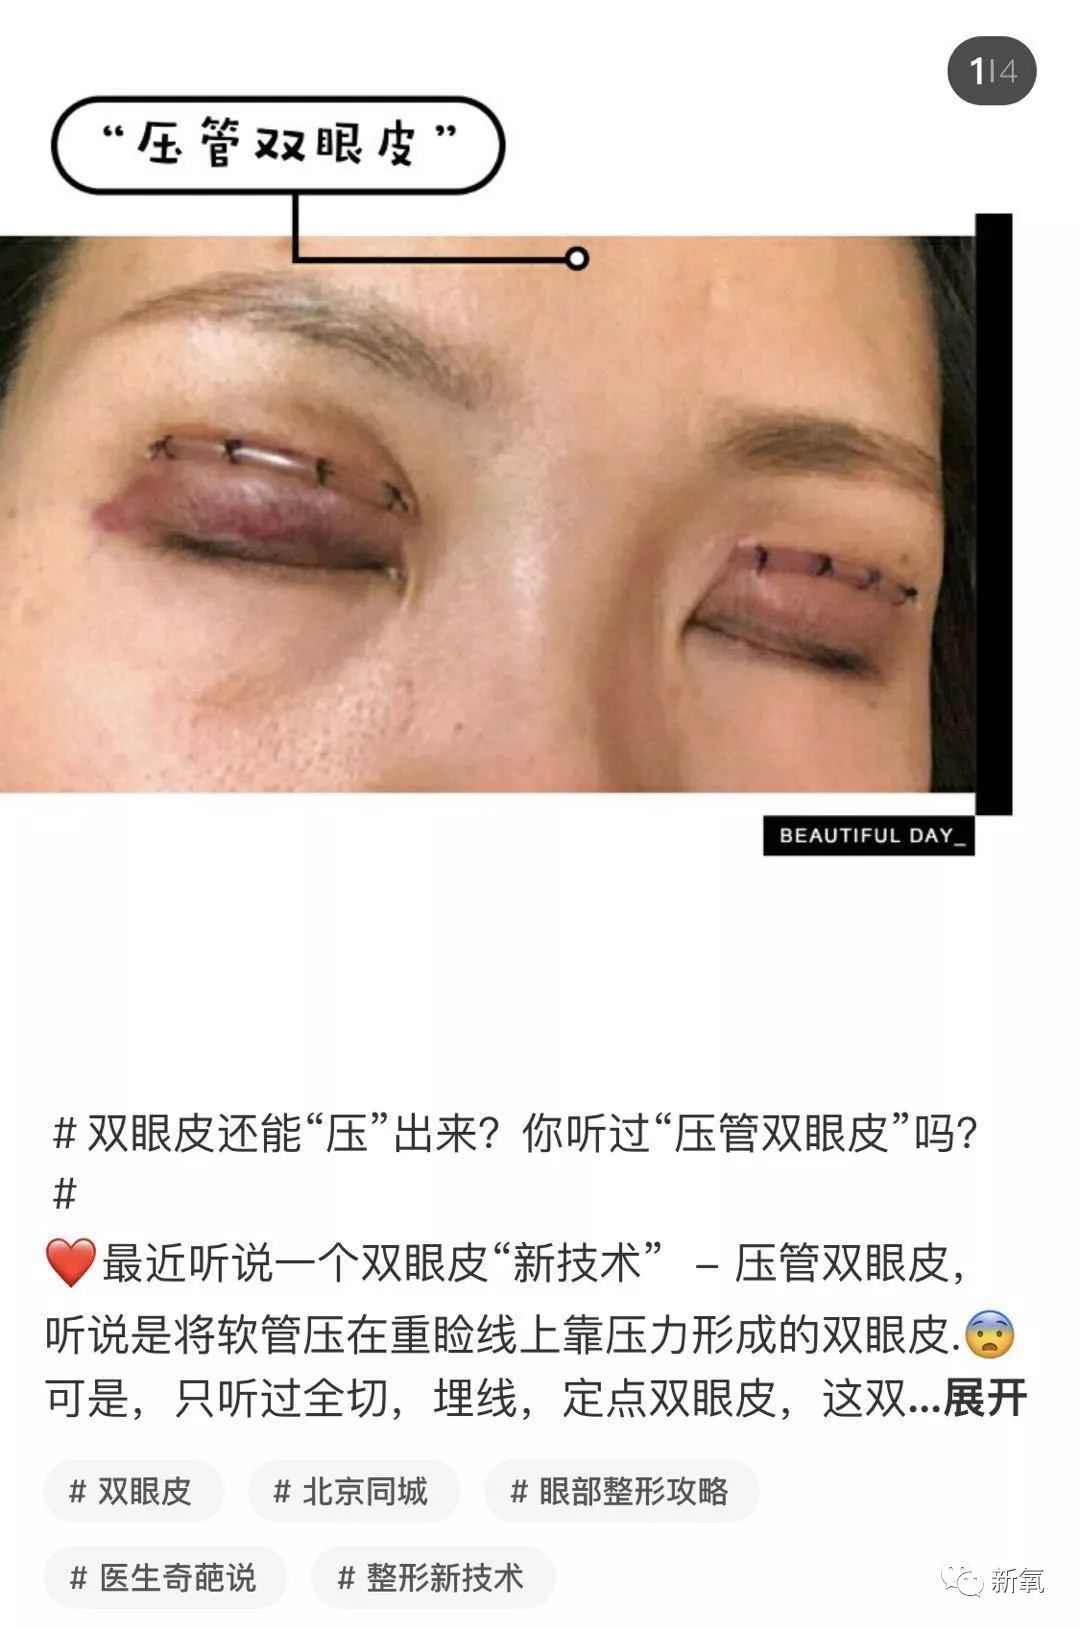 1|4
“压管双眼皮”
BEAUTIFUL DAY_
# 双眼皮还能“压”出来？你听过“压管双眼皮”吗？
#
❤️最近听说一个双眼皮“新技术” – 压管双眼皮，
听说是将软管压在重睑线上靠压力形成的双眼皮.😨
可是，只听过全切，埋线，定点双眼皮，这双...展开
# 双眼皮 # 北京同城 # 眼部整形攻略
# 医生奇葩说 # 整形新技术
新氧